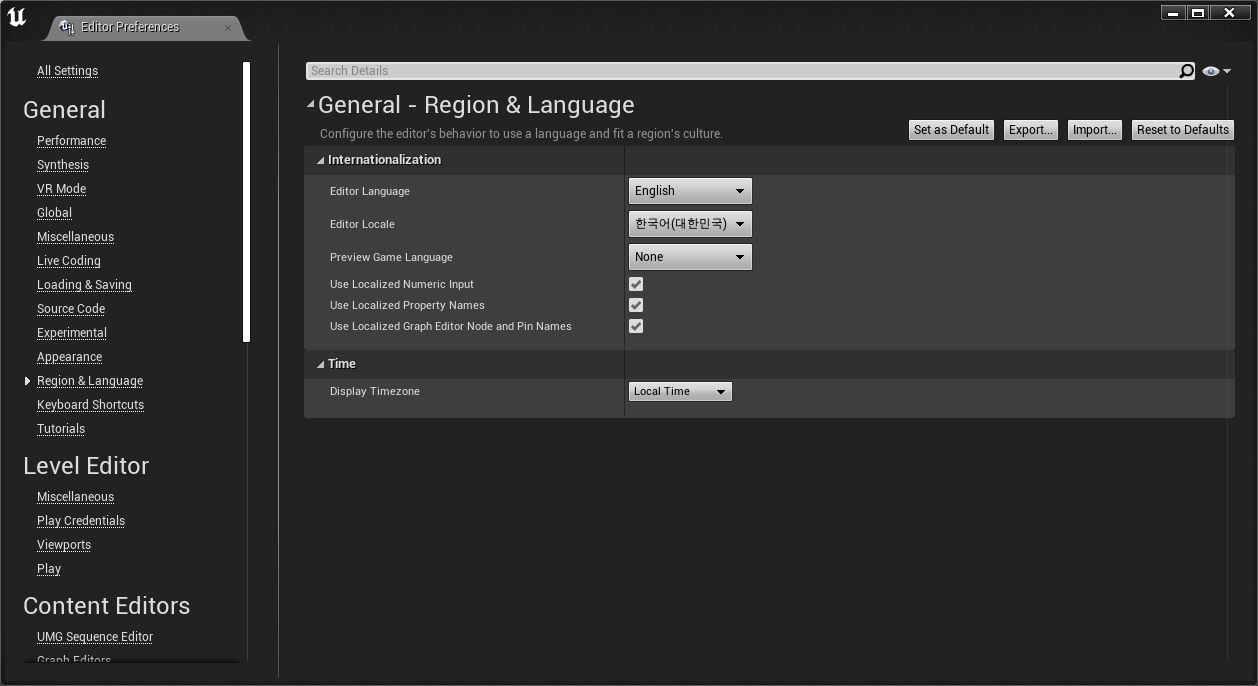 Editor Preferences
All Settings
General
Performance
Synthesis
VR Mode
Global
Miscellaneous
Live Coding
Loading & Saving
Source Code
Experimental
Appearance
Region & Language
Keyboard Shortcuts
Tutorials
Level Editor
Miscellaneous
Play Credentials
Viewports
Play
Content Editors
UMG Sequence Editor
Graph Editors
Search Details
General - Region & Language
Configure the editor's behavior to use a language and fit a region's culture.
Set as Default Export... Import... Reset to Defaults
Internationalization
Editor Language English
Editor Locale 한국어(대한민국)
Preview Game Language None
Use Localized Numeric Input
Use Localized Property Names
Use Localized Graph Editor Node and Pin Names
Time
Display Timezone Local Time